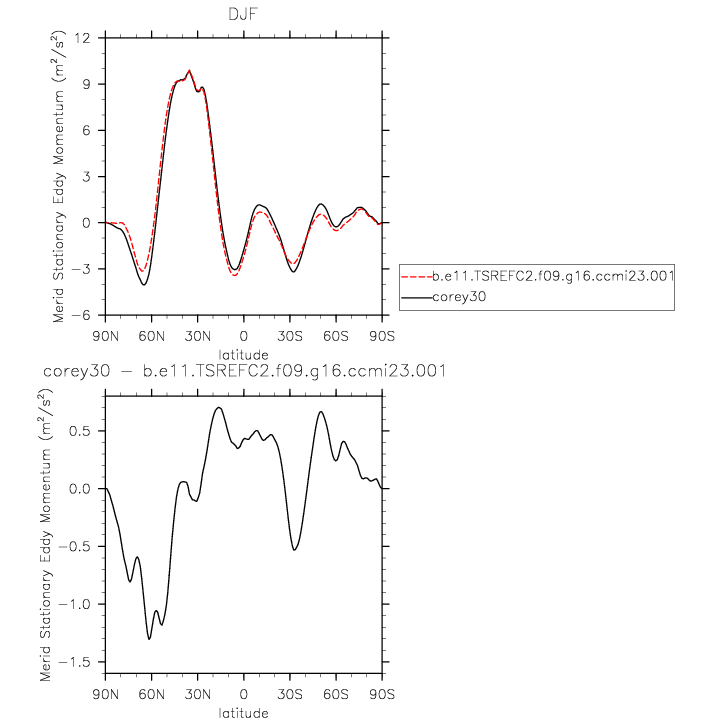 DJF
Merid Stationary Eddy Momentum (m²/s²)
12
9
6
3
0
−3
−6
90N 60N 30N 0 30S 60S 90S
latitude
b.e11.TSREFC2.f09.g16.ccmi23.001
corey30
corey30 − b.e11.TSREFC2.f09.g16.ccmi23.001
Merid Stationary Eddy Momentum (m²/s²)
0.5
0.0
−0.5
−1.0
−1.5
90N 60N 30N 0 30S 60S 90S
latitude